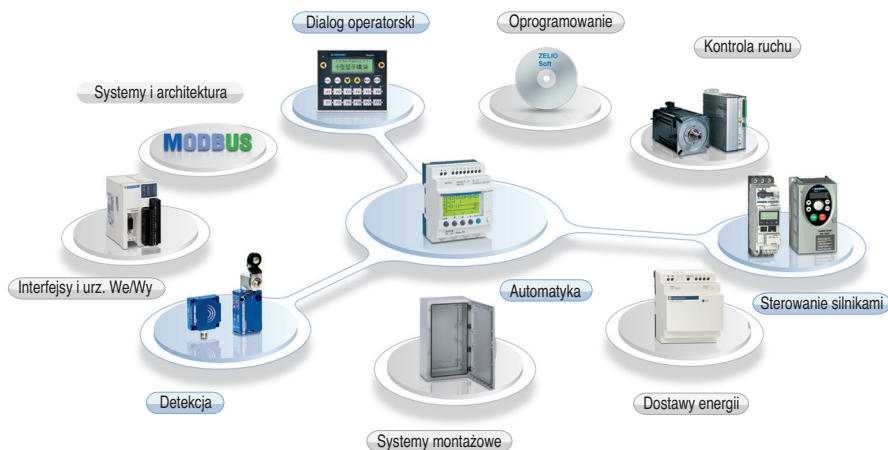 Dialog operatorski
Oprogramowanie
Kontrola ruchu
ZELIO
Soft
Systemy i architektura
MODBUS
Interfejsy i urz. We/Wy
Automatyka
Sterowanie silnikami
Detekcja
Dostawy energii
Systemy montażowe